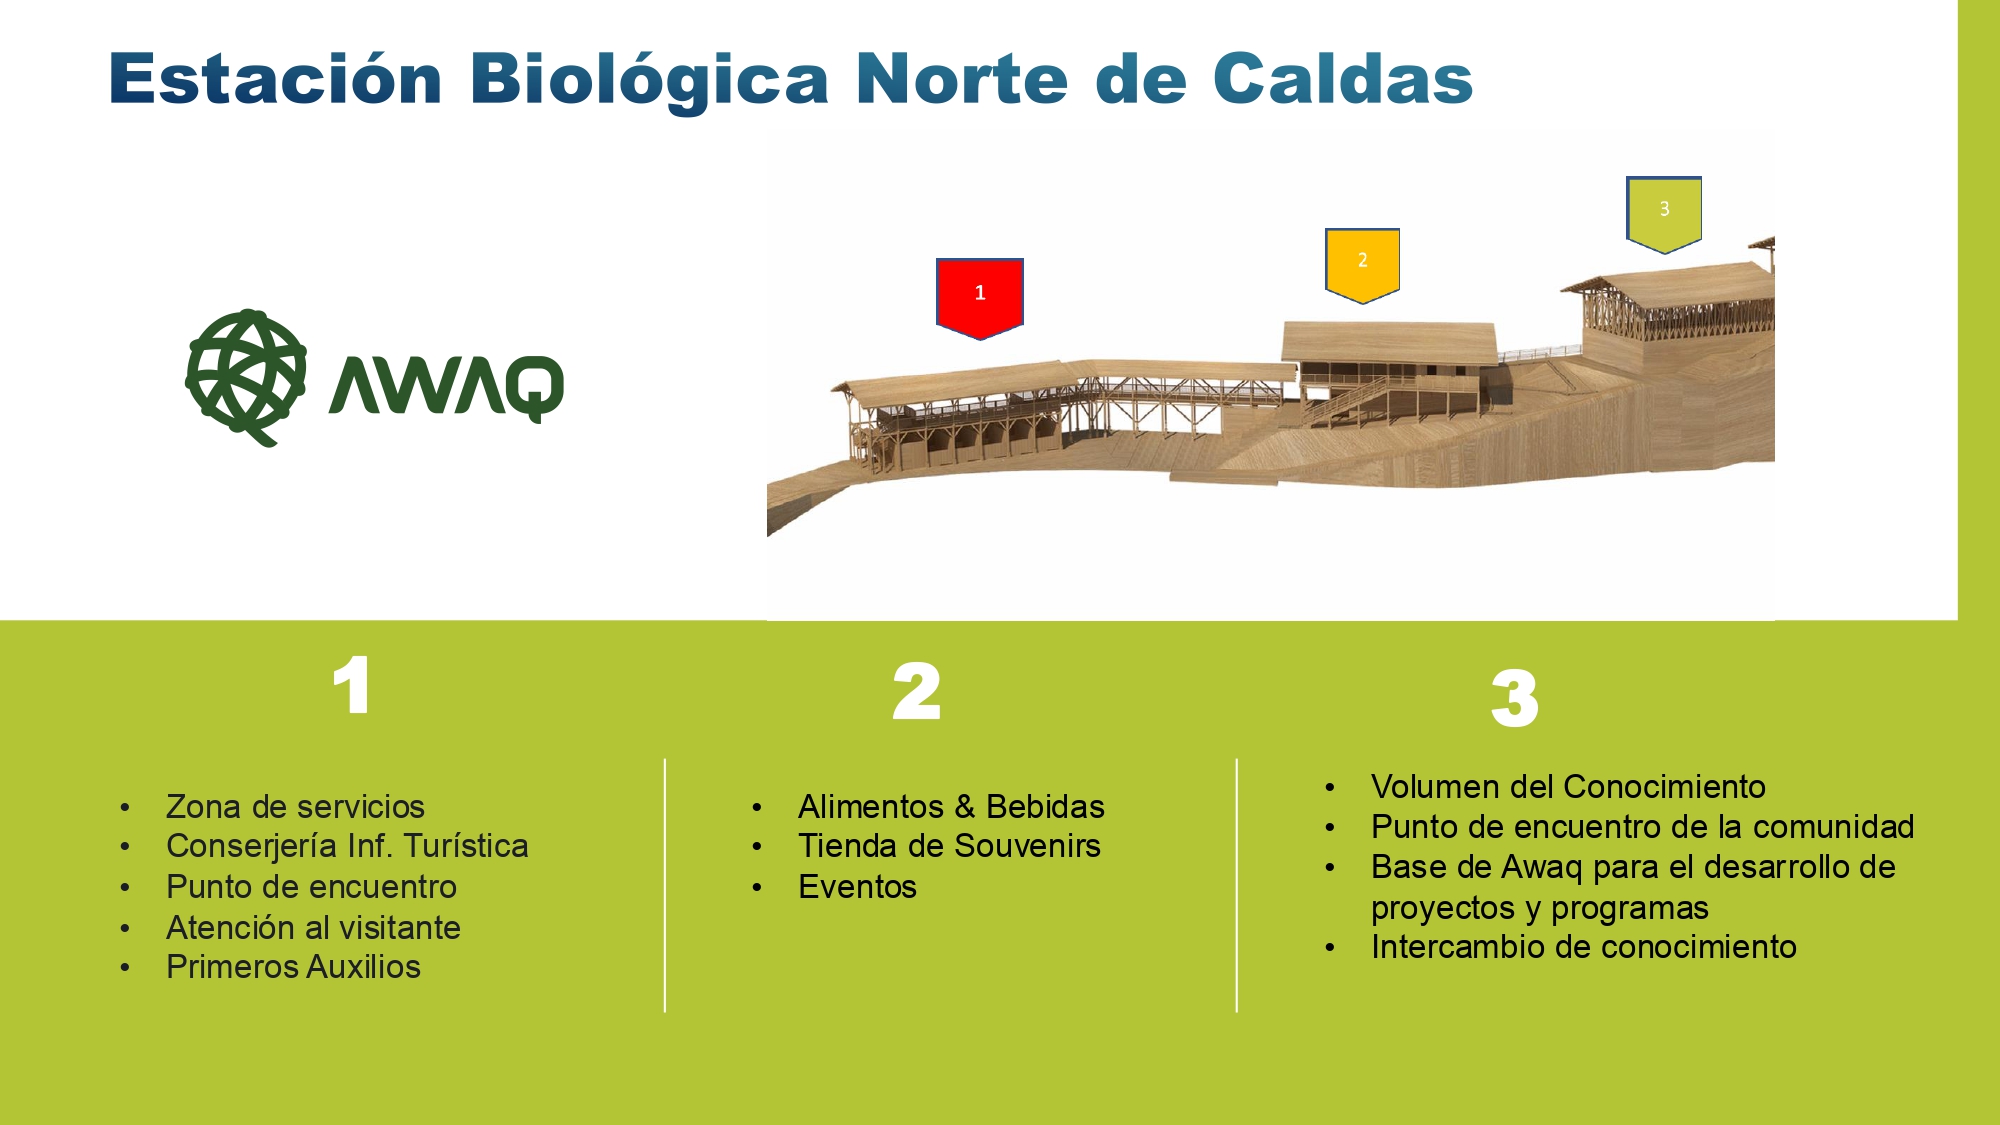 Estación Biológica Norte de Caldas
1
2
3
AWAQ
1
2
3
• Zona de servicios
• Conserjería Inf. Turística
• Punto de encuentro
• Atención al visitante
• Primeros Auxilios
• Alimentos & Bebidas
• Tienda de Souvenirs
• Eventos
• Volumen del Conocimiento
• Punto de encuentro de la comunidad
• Base de Awaq para el desarrollo de
proyectos y programas
• Intercambio de conocimiento